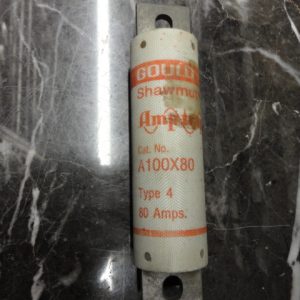 GOULD
Shawmut
Amp-trap
Cat. No.
A100X80
Type 4
80 Amps.